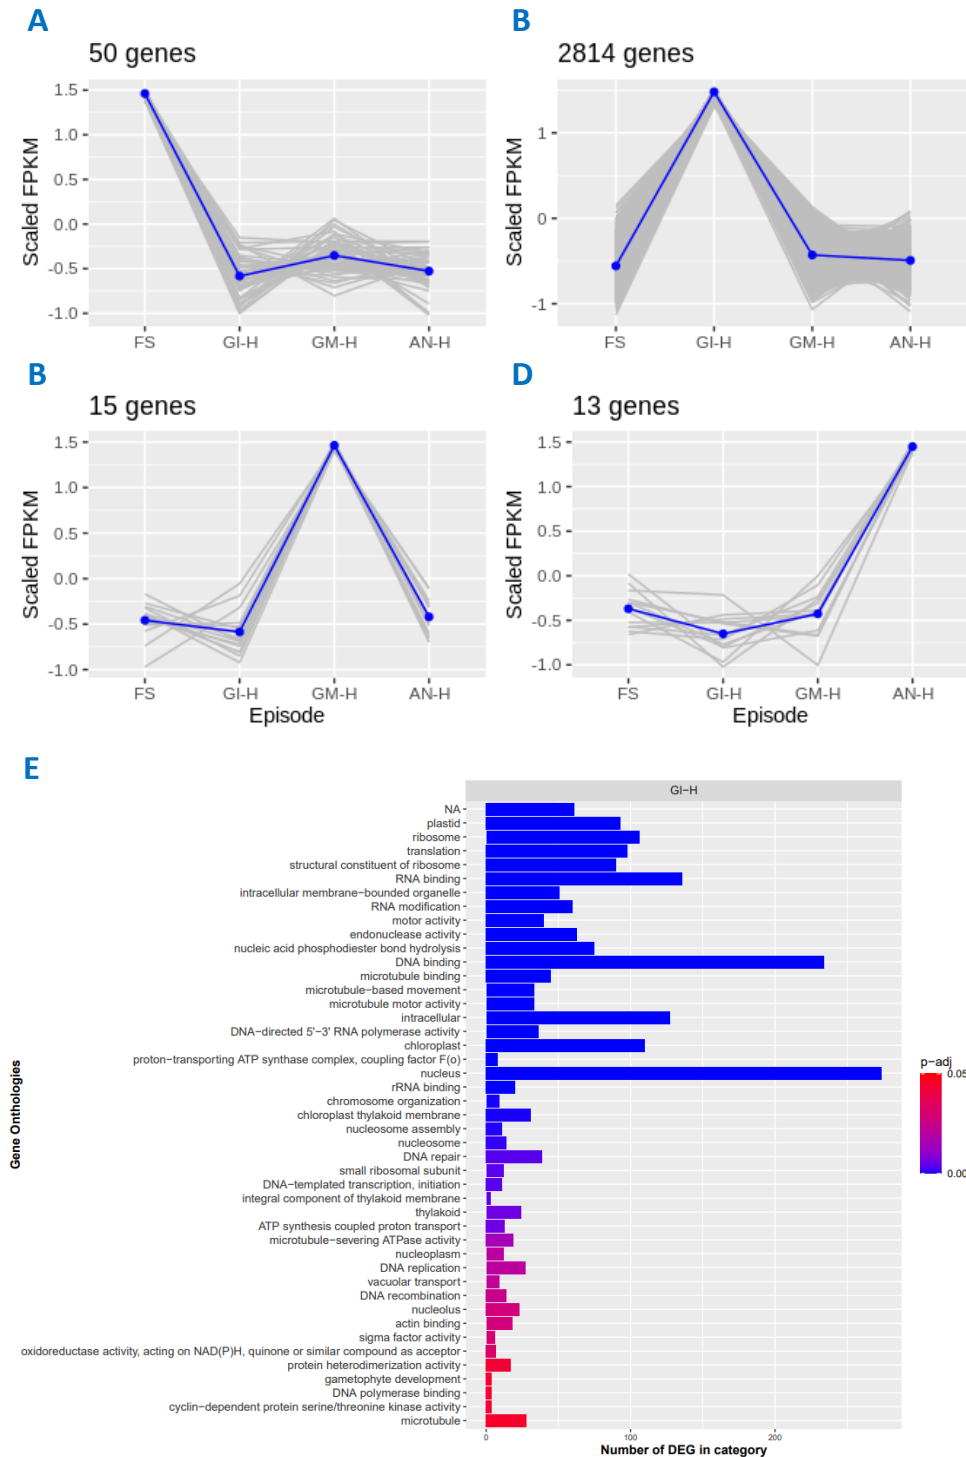 A
B
50 genes
2814 genes
1.5
1.0
0.5
0.0
-0.5
-1.0
Scaled FPKM
FS GI-H GM-H AN-H
1
0
-1
Scaled FPKM
FS GI-H GM-H AN-H
B
D
15 genes
13 genes
1.5
1.0
0.5
0.0
-0.5
-1.0
Scaled FPKM
FS GI-H GM-H AN-H
Episode
1.5
1.0
0.5
0.0
-0.5
-1.0
Scaled FPKM
FS GI-H GM-H AN-H
Episode
E
GI−H
NA
plastid
ribosome
translation
structural constituent of ribosome
RNA binding
intracellular membrane−bounded organelle
RNA modification
motor activity
endonuclease activity
nucleic acid phosphodiester bond hydrolysis
DNA binding
microtubule binding
microtubule−based movement
microtubule motor activity
intracellular
DNA−directed 5'−3' RNA polymerase activity
chloroplast
proton−transporting ATP synthase complex, coupling factor F(o)
nucleus
rRNA binding
chromosome organization
chloroplast thylakoid membrane
nucleosome assembly
nucleosome
DNA repair
small ribosomal subunit
DNA−templated transcription, initiation
integral component of thylakoid membrane
thylakoid
ATP synthesis coupled proton transport
microtubule−severing ATPase activity
nucleoplasm
DNA replication
vacuolar transport
DNA recombination
nucleolus
actin binding
sigma factor activity
oxidoreductase activity, acting on NAD(P)H, quinone or similar compound as acceptor
protein heterodimerization activity
gametophyte development
DNA polymerase binding
cyclin−dependent protein serine/threonine kinase activity
microtubule
Gene Onthologies
0 100 200
Number of DEG in category
p−adj
0.05
0.00